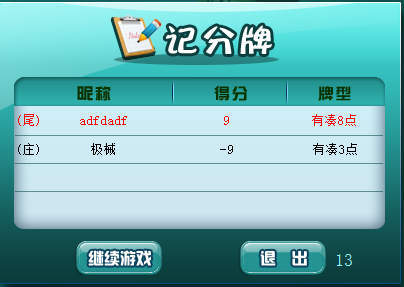 记分牌
昵称 得分 牌型
(尾) adfdadf 9 有凑8点
(庄) 极械 -9 有凑3点
继续游戏 退 出 13